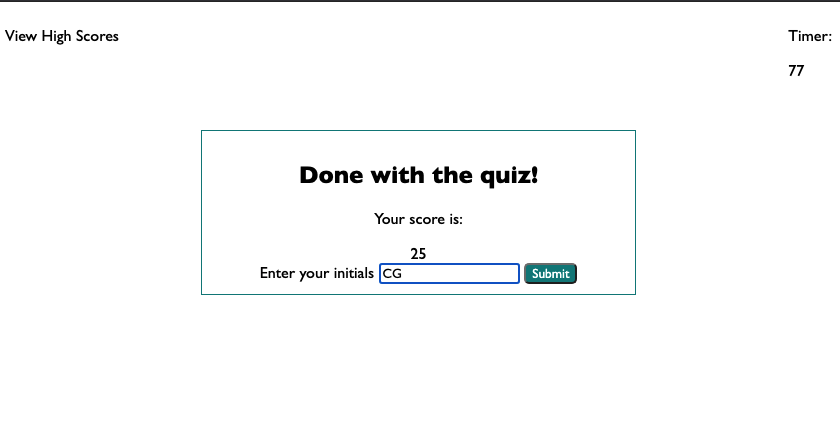 View High Scores
Timer:
77
Done with the quiz!
Your score is:
25
Enter your initials CG Submit